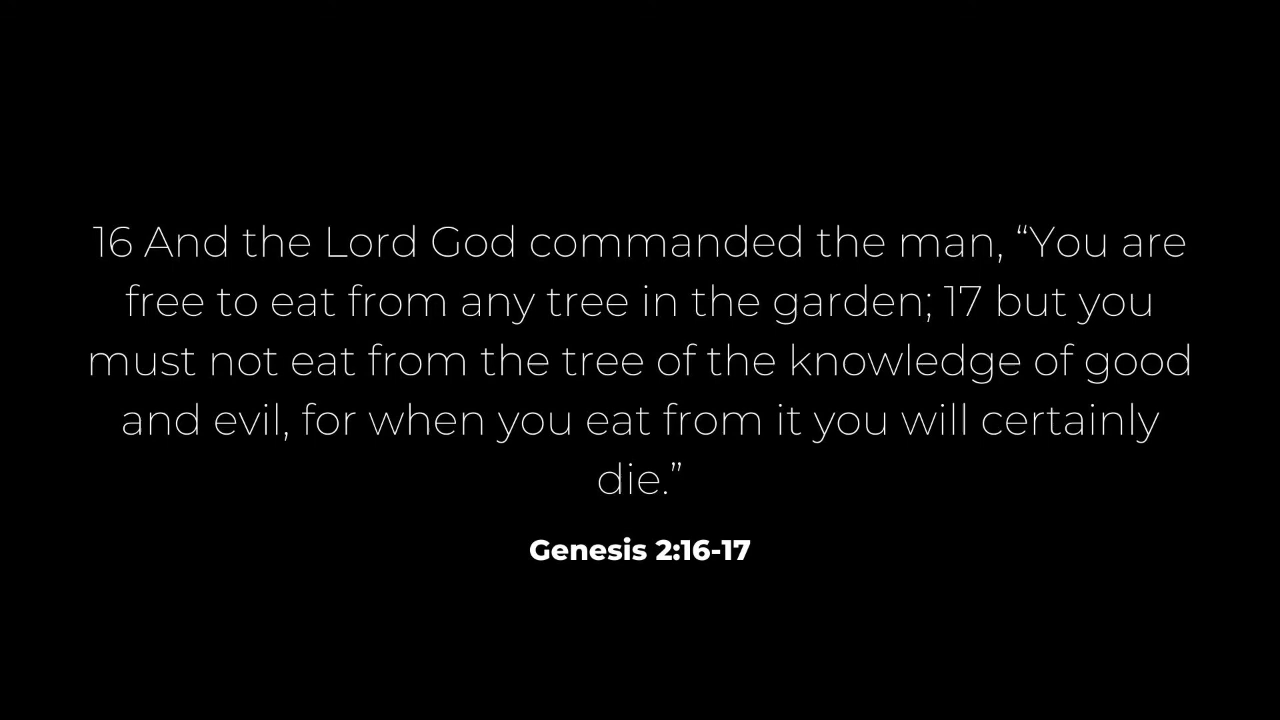 16 And the Lord God commanded the man, “You are
free to eat from any tree in the garden; 17 but you
must not eat from the tree of the knowledge of good
and evil, for when you eat from it you will certainly
die.”
Genesis 2:16-17